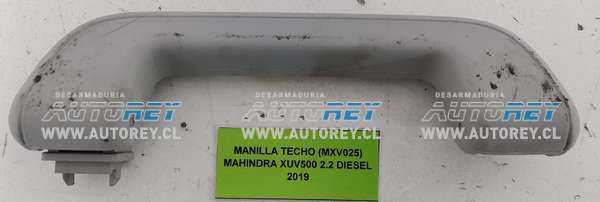 DESARMADURIA DESARMADURIA DESARMADURIA
AUTOREY AUTOREY AUTOREY
WWW.AUTOREY.CL WWW.AUTOREY.CL WWW.AUTOREY.CL
MANILLA TECHO (MXV025)
MAHINDRA XUV500 2.2 DIESEL
2019